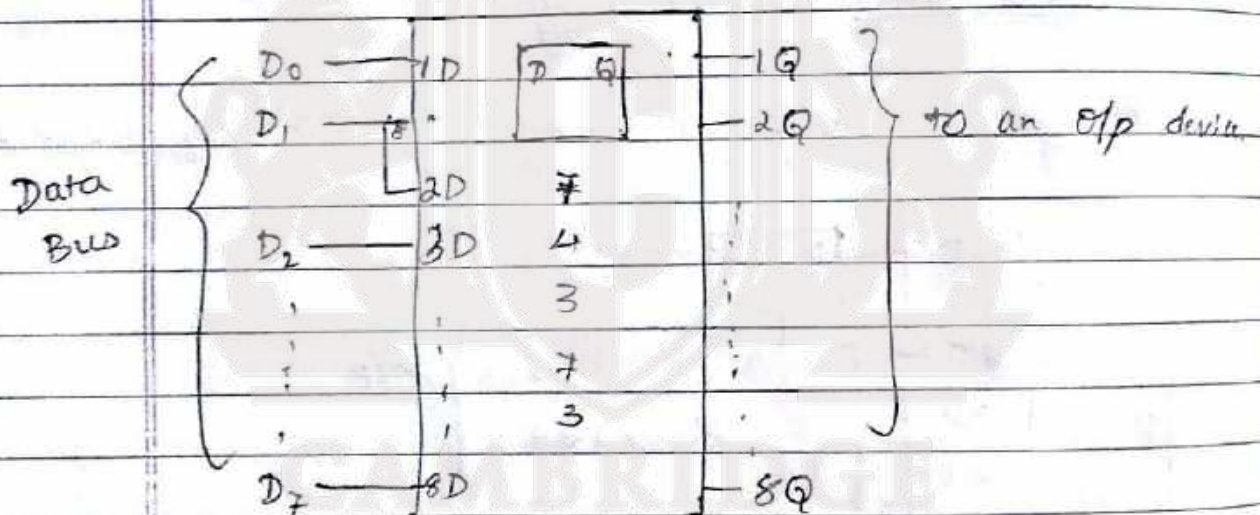 D0 1D D Q 1Q
D1 2Q to an o/p device
Data 2D 7
Bus D2 3D 4
3
7
3
D7 8D 8Q
CAMBRIDGE